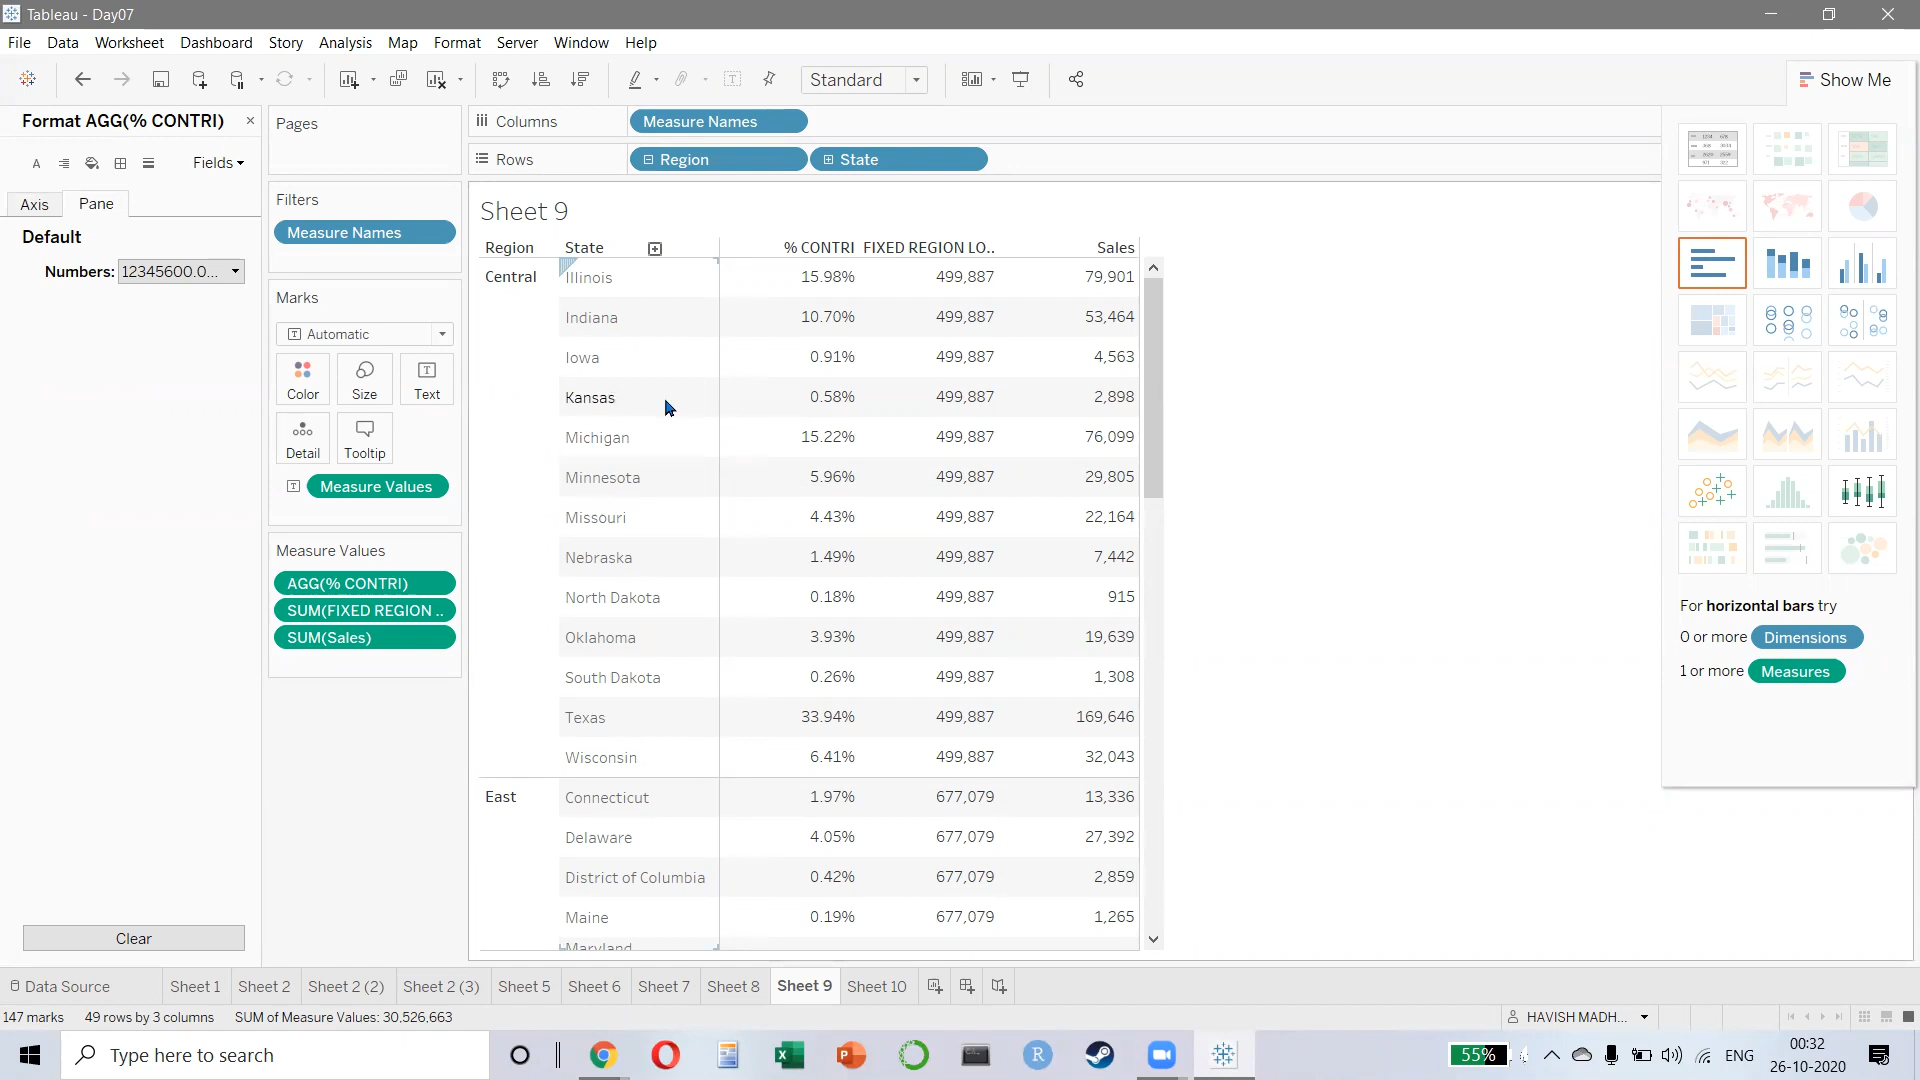 Tableau - Day07
File Data Worksheet Dashboard Story Analysis Map Format Server Window Help
Standard
Show Me
Format AGG(% CONTRI)
Fields
Axis Pane
Default
Numbers: 12345600.0...
Clear
Pages
Filters
Measure Names
Marks
Automatic
Color Size Text
Detail Tooltip
Measure Values
Measure Values
AGG(% CONTRI)
SUM(FIXED REGION ..
SUM(Sales)
Columns Measure Names
Rows Region State
Sheet 9
Region State % CONTRI FIXED REGION LO.. Sales
Central Illinois 15.98% 499,887 79,901
Indiana 10.70% 499,887 53,464
Iowa 0.91% 499,887 4,563
Kansas 0.58% 499,887 2,898
Michigan 15.22% 499,887 76,099
Minnesota 5.96% 499,887 29,805
Missouri 4.43% 499,887 22,164
Nebraska 1.49% 499,887 7,442
North Dakota 0.18% 499,887 915
Oklahoma 3.93% 499,887 19,639
South Dakota 0.26% 499,887 1,308
Texas 33.94% 499,887 169,646
Wisconsin 6.41% 499,887 32,043
East Connecticut 1.97% 677,079 13,336
Delaware 4.05% 677,079 27,392
District of Columbia 0.42% 677,079 2,859
Maine 0.19% 677,079 1,265
Maryland
For horizontal bars try
0 or more Dimensions
1 or more Measures
Data Source Sheet 1 Sheet 2 Sheet 2 (2) Sheet 2 (3) Sheet 5 Sheet 6 Sheet 7 Sheet 8 Sheet 9 Sheet 10
147 marks 49 rows by 3 columns SUM of Measure Values: 30,526,663 HAVISH MADH...
Type here to search
55%
ENG
00:32
26-10-2020